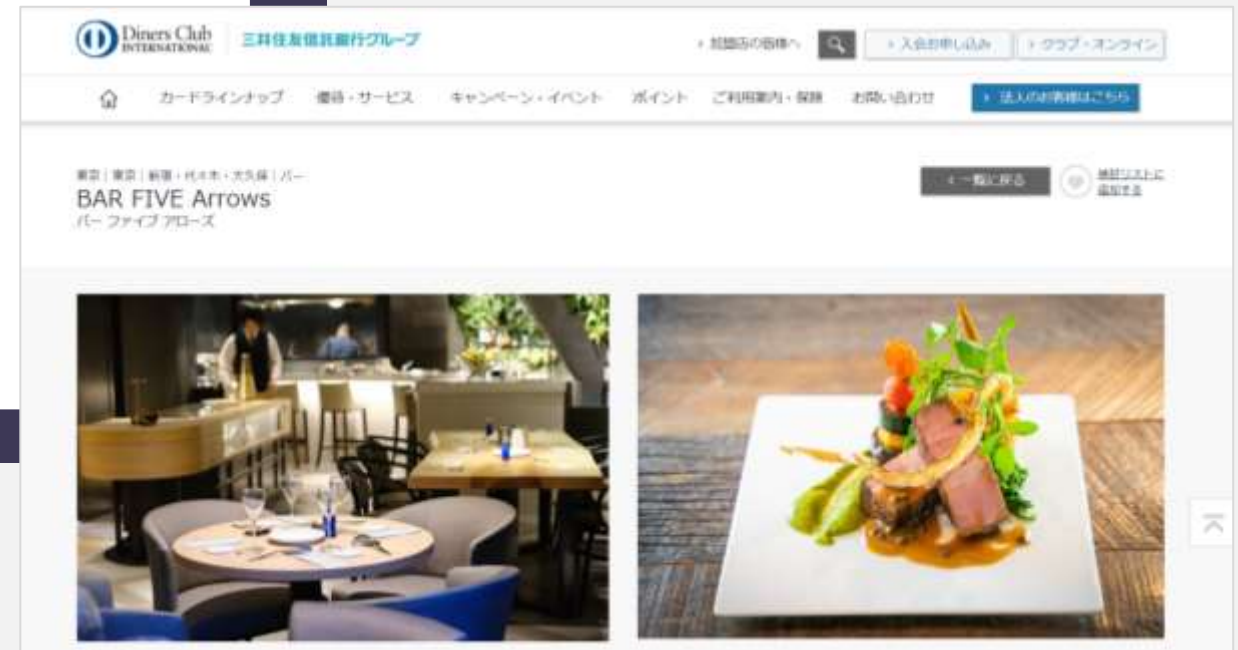 Diners Club
INTERNATIONAL
三井住友信託銀行グループ
› 加盟店の皆様へ
› 入会お申し込み
› クラブ・オンライン
カードラインナップ
優待・サービス
キャンペーン・イベント
ポイント
ご利用案内・保険
お問い合わせ
› 法人のお客様はこちら
東京 | 東京 | 新宿・代々木・大久保 | バー
BAR FIVE Arrows
バー ファイブ アローズ
‹ 一覧に戻る
検討リストに
追加する